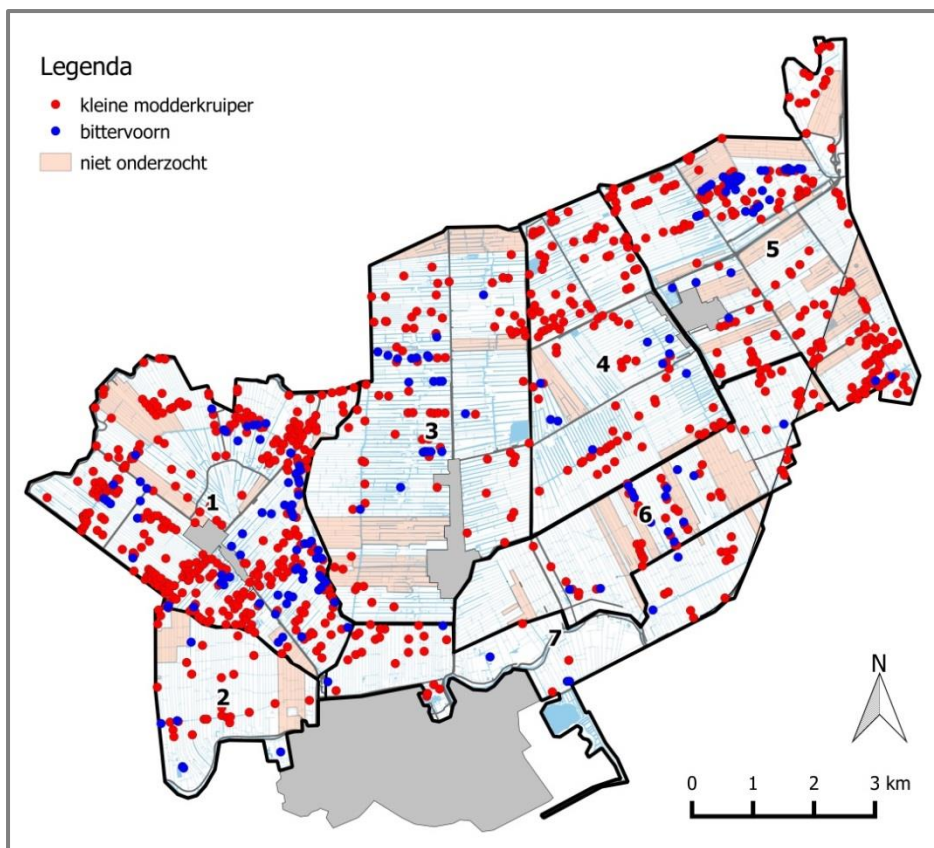 Legenda
kleine modderkruiper
bittervoorn
niet onderzocht
5
4
3
1
6
7
2
N
0 1 2 3 km